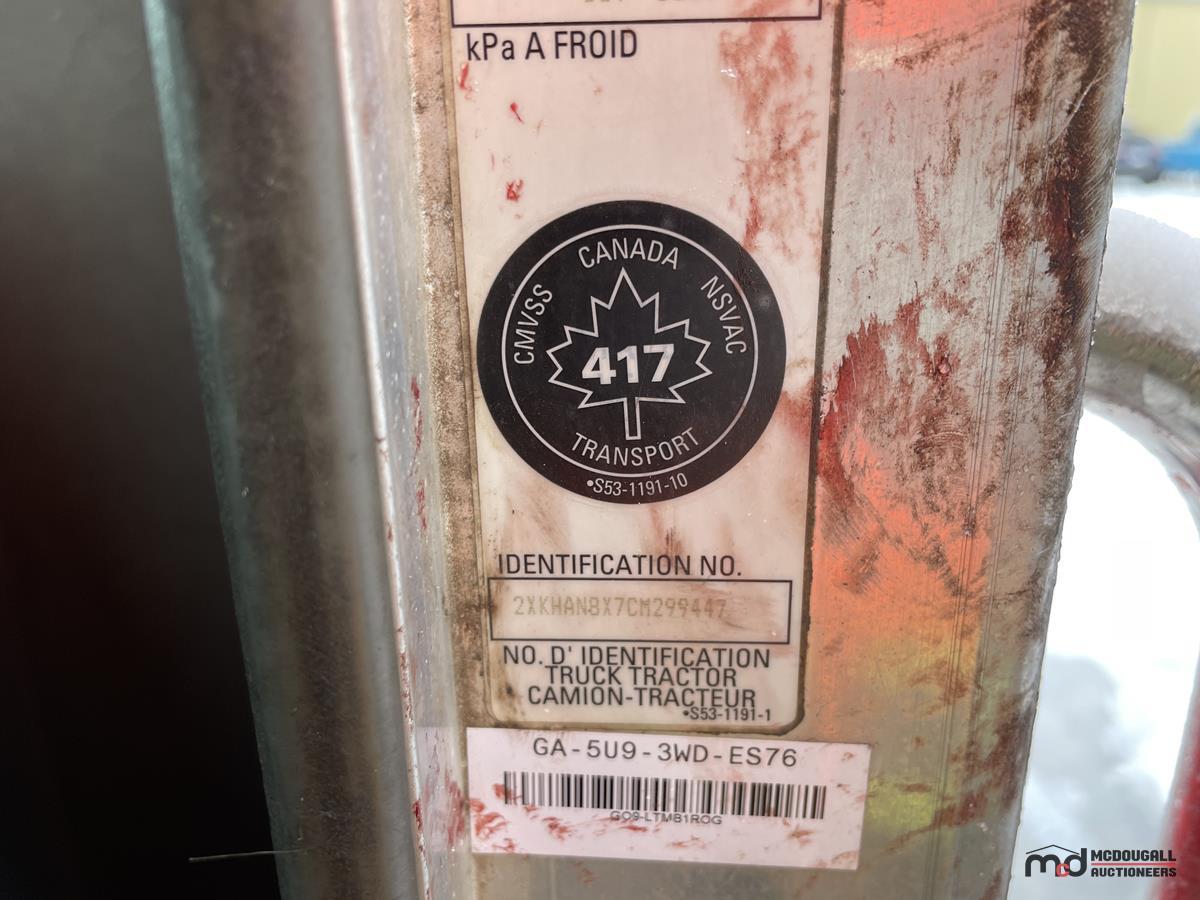 kPa A FROID
CANADA
CMVSS
NSVAC
417
TRANSPORT
•S53-1191-10
IDENTIFICATION NO.
2XKHAN8X7CM299447
NO. D' IDENTIFICATION
TRUCK TRACTOR
CAMION-TRACTEUR
•S53-1191-1
GA-5U9-3WD-ES76
GO9-LTMB1ROG
mcd MCDOUGALL
AUCTIONEERS